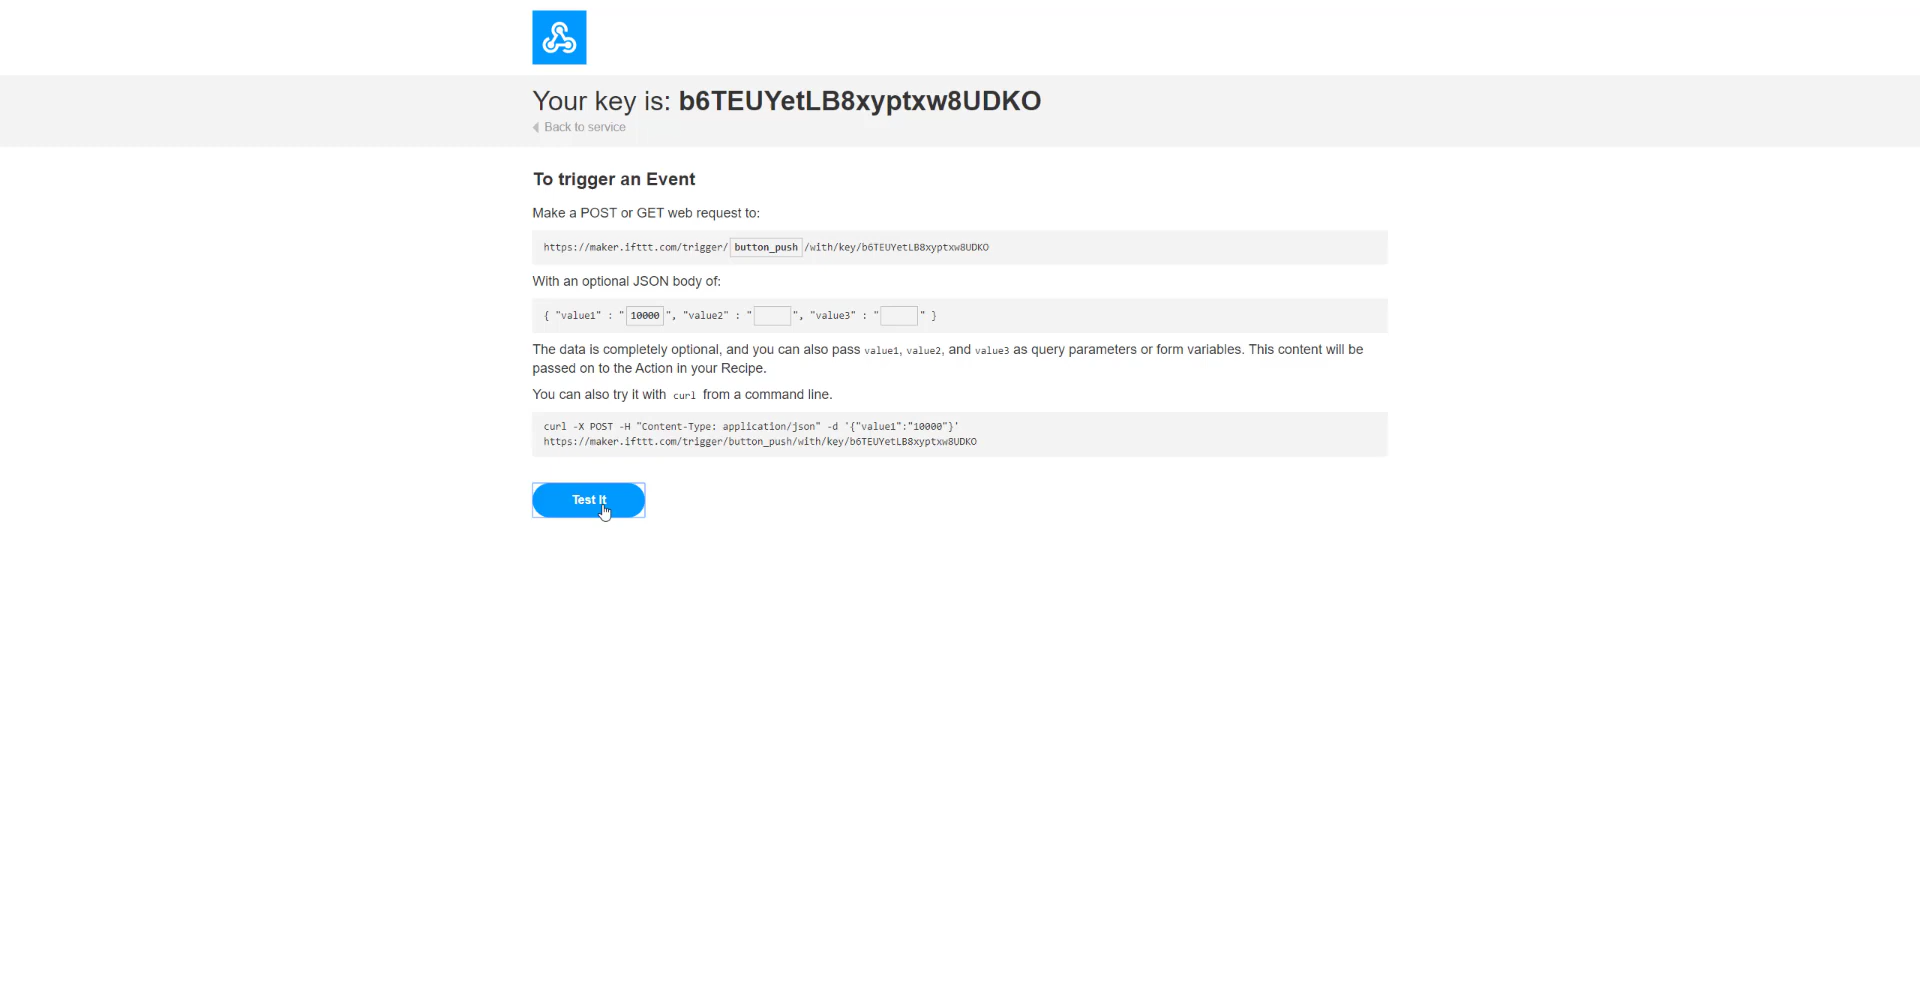 Your key is: b6TEUYetLB8xyptxw8UDKO
Back to service
To trigger an Event
Make a POST or GET web request to:
https://maker.ifttt.com/trigger/ button_push /with/key/b6TEUYetLB8xyptxw8UDKO
With an optional JSON body of:
{ "value1" : " 10000 ", "value2" : " ", "value3" : " " }
The data is completely optional, and you can also pass value1, value2, and value3 as query parameters or form variables. This content will be
passed on to the Action in your Recipe.
You can also try it with curl from a command line.
curl -X POST -H "Content-Type: application/json" -d '{"value1":"10000"}'
https://maker.ifttt.com/trigger/button_push/with/key/b6TEUYetLB8xyptxw8UDKO
Test It